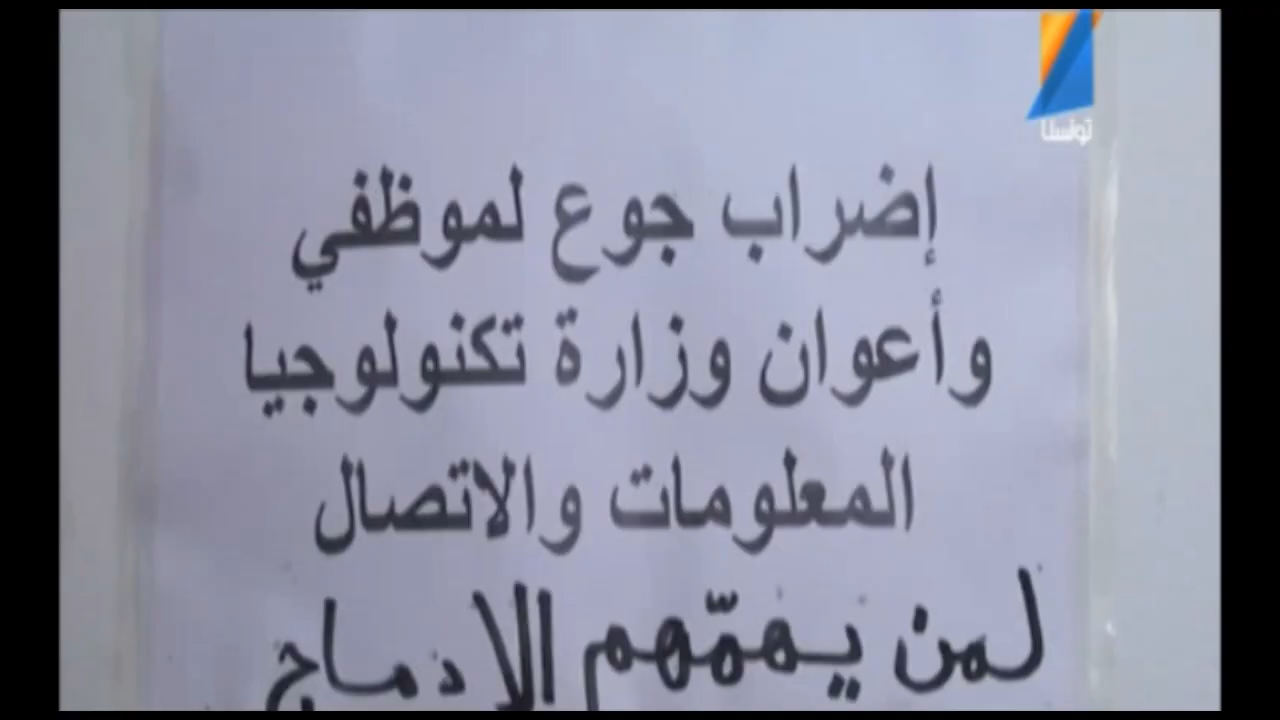 تونسنا
إضراب جوع لموظفي
وأعوان وزارة تكنولوجيا
المعلومات والاتصال
لمن يهمّهم الادماج